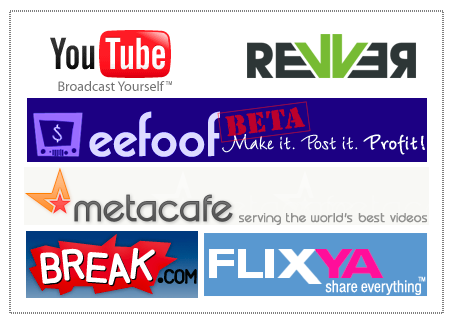 YouTube
Broadcast Yourself™
REVVER
$
eefoof BETA
Make it. Post it. Profit!
metacafe serving the world's best videos
BREAK.COM
FLIXYA
share everything™